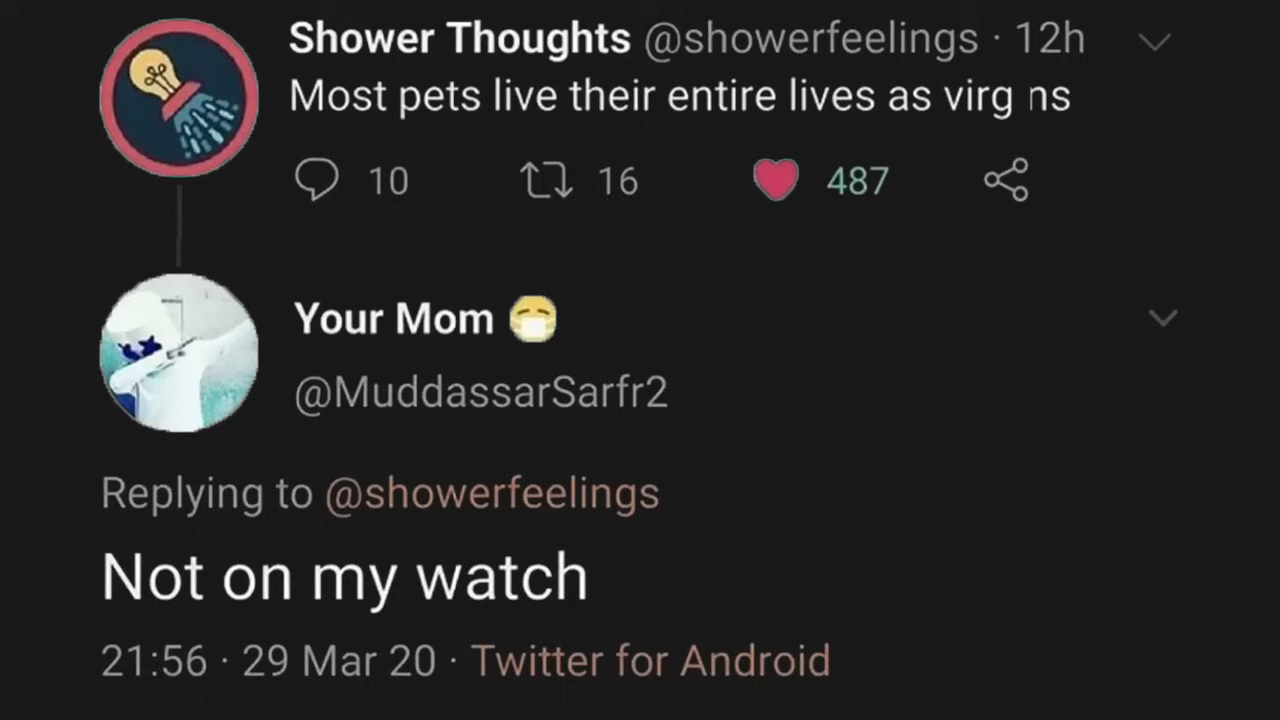 Shower Thoughts @showerfeelings · 12h
Most pets live their entire lives as virg ns
10 16 487
Your Mom 😷
@MuddassarSarfr2
Replying to @showerfeelings
Not on my watch
21:56 · 29 Mar 20 · Twitter for Android